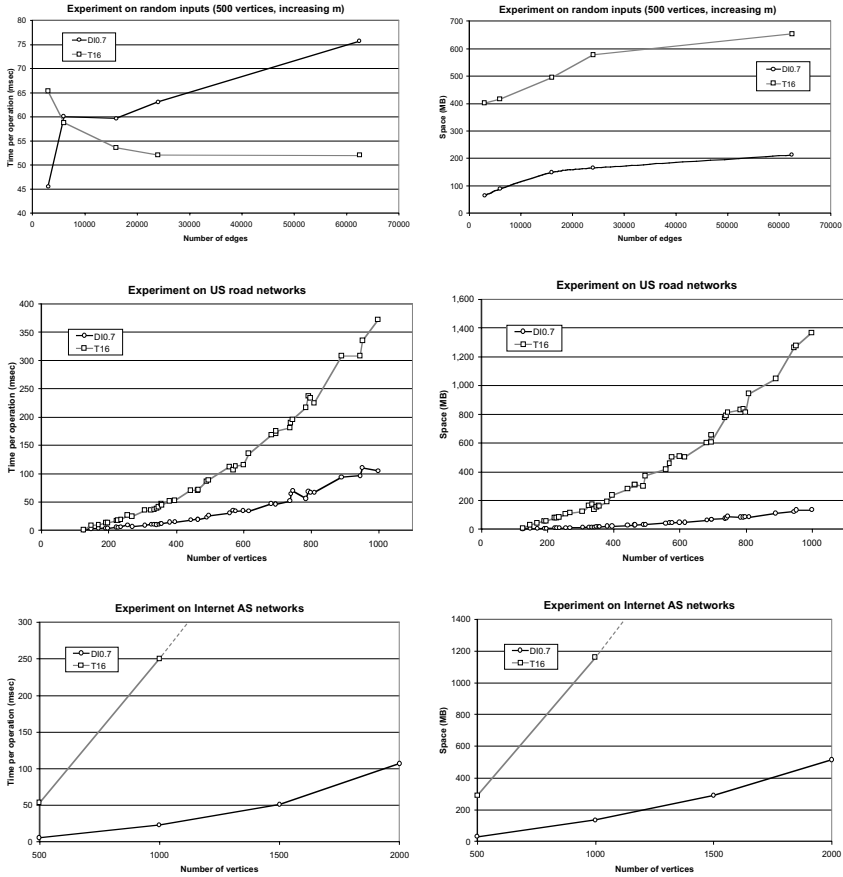 Experiment on random inputs (500 vertices, increasing m)
80
75
70
65
60
55
50
45
40
Time per operation (msec)
DI0.7
T16
0
10000
20000
30000
40000
50000
60000
70000
Number of edges
Experiment on random inputs (500 vertices, increasing m)
700
600
500
400
300
200
100
0
Space (MB)
DI0.7
T16
0
10000
20000
30000
40000
50000
60000
70000
Number of edges
Experiment on US road networks
400
350
300
250
200
150
100
50
0
Time per operation (msec)
DI0.7
T16
0
200
400
600
800
1000
Number of vertices
Experiment on US road networks
1,600
1,400
1,200
1,000
800
600
400
200
0
Space (MB)
DI0.7
T16
0
200
400
600
800
1000
Number of vertices
Experiment on Internet AS networks
300
250
200
150
100
50
0
Time per operation (msec)
DI0.7
T16
500
1000
1500
2000
Number of vertices
Experiment on Internet AS networks
1400
1200
1000
800
600
400
200
0
Space (MB)
DI0.7
T16
500
1000
1500
2000
Number of vertices